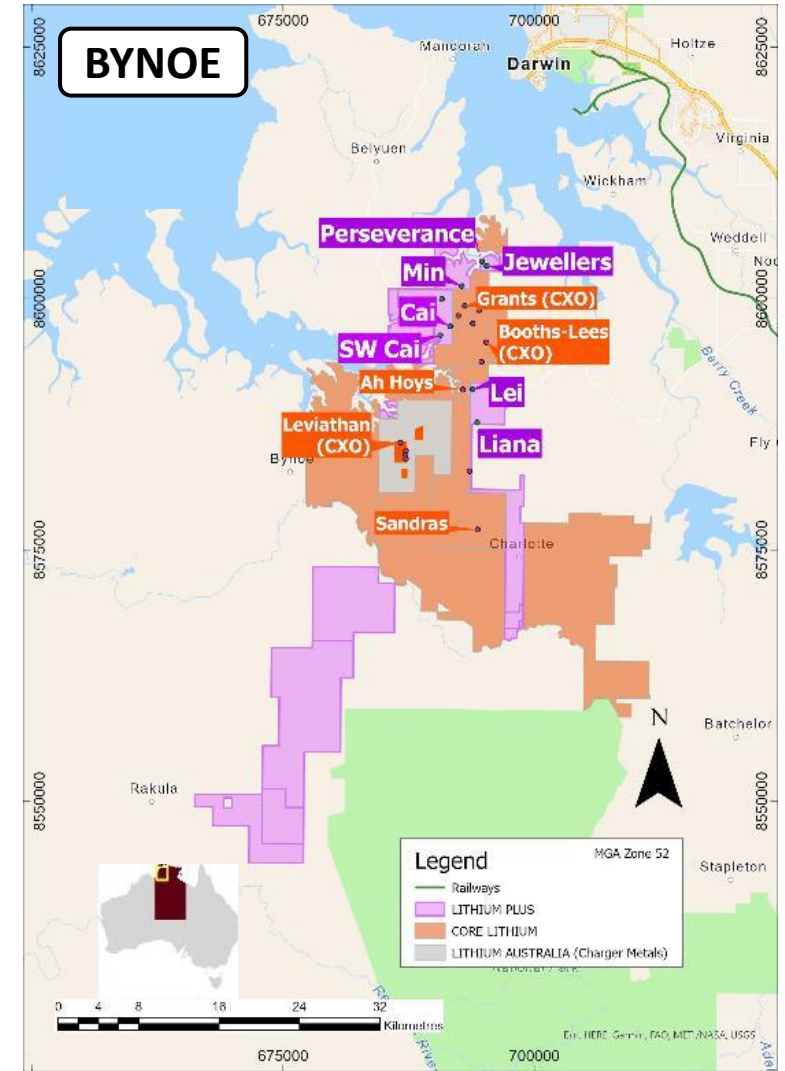 675000
700000
BYNOE
8625000
8625000
Mandorah
Holtze
Darwin
Virginia
Belyuen
Wickham
Perseverance
Weddell
Jewellers
Min
8600000
8600000
Grants (CXO)
Cai
Booths-Lees
(CXO)
SW Cai
Berry Creek
Ah Hoys
Lei
Leviathan
(CXO)
Liana
Fly
Sandras
Charlotte
8575000
8575000
N
Batchelor
Rakula
8550000
8550000
Legend
MGA Zone 52
Railways
LITHIUM PLUS
CORE LITHIUM
LITHIUM AUSTRALIA (Charger Metals)
Stapleton
0 4 8 16 24 32
Kilometres
Esri, HERE, Garmin, FAO, METI/NASA, USGS
River
675000
700000